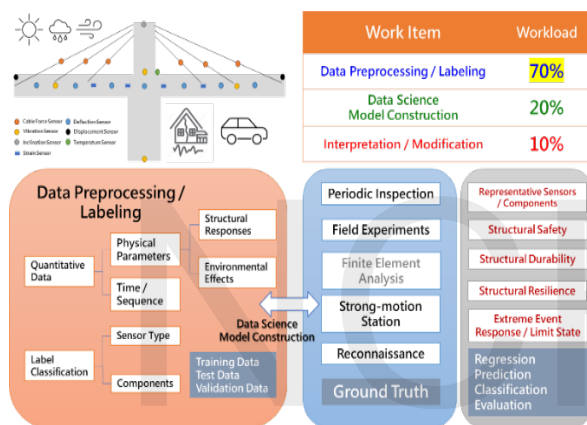 Cable Force Sensor
Deflection Sensor
Vibration Sensor
Displacement Sensor
Inclination Sensor
Temperature Sensor
Strain Sensor
Work Item
Workload
Data Preprocessing / Labeling
70%
Data Science
Model Construction
20%
Interpretation / Modification
10%
Data Preprocessing /
Labeling
Quantitative
Data
Physical
Parameters
Structural
Responses
Environmental
Effects
Time /
Sequence
Label
Classification
Sensor Type
Components
Training Data
Test Data
Validation Data
Data Science
Model Construction
Periodic Inspection
Field Experiments
Finite Element
Analysis
Strong-motion
Station
Reconnaissance
Ground Truth
Representative Sensors
/ Components
Structural Safety
Structural Durability
Structural Resilience
Extreme Event
Response / Limit State
Regression
Prediction
Classification
Evaluation